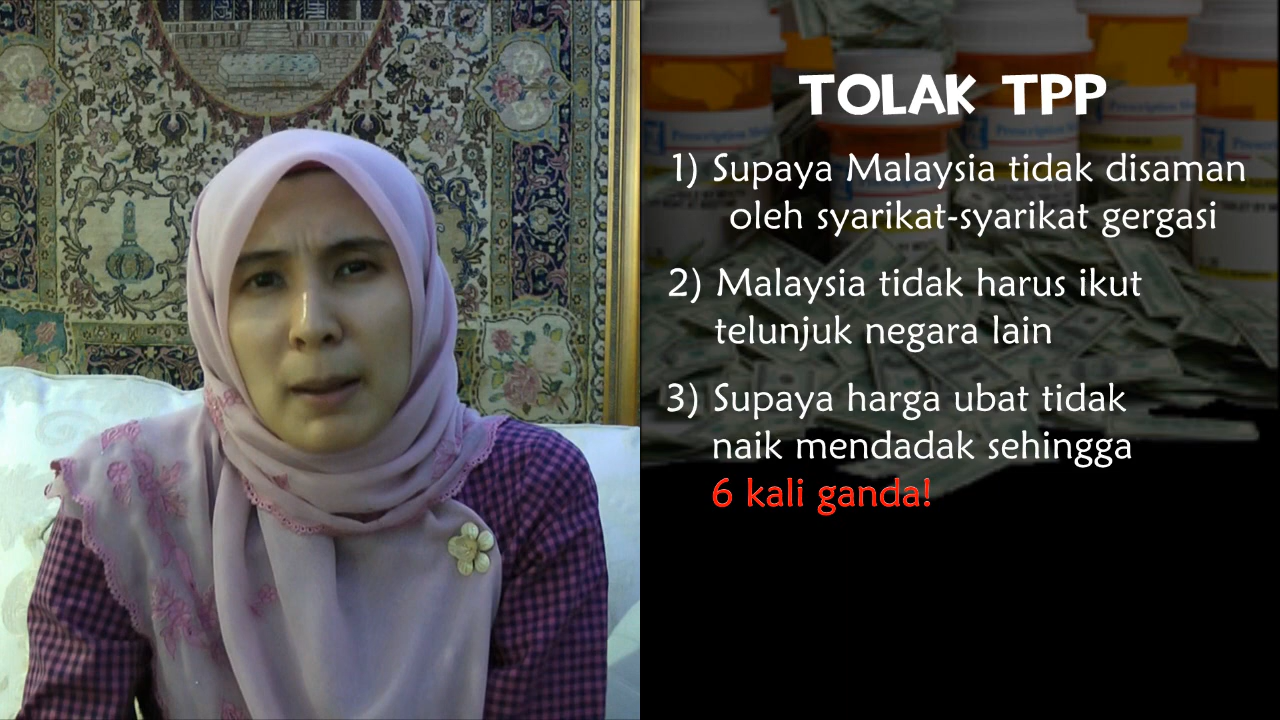 TOLAK TPP
1) Supaya Malaysia tidak disaman
oleh syarikat-syarikat gergasi
2) Malaysia tidak harus ikut
telunjuk negara lain
3) Supaya harga ubat tidak
naik mendadak sehingga
6 kali ganda!